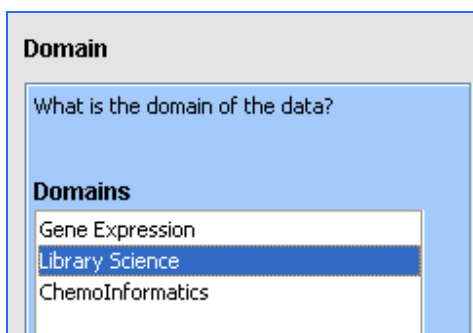 Domain
What is the domain of the data?
Domains
Gene Expression
Library Science
ChemoInformatics